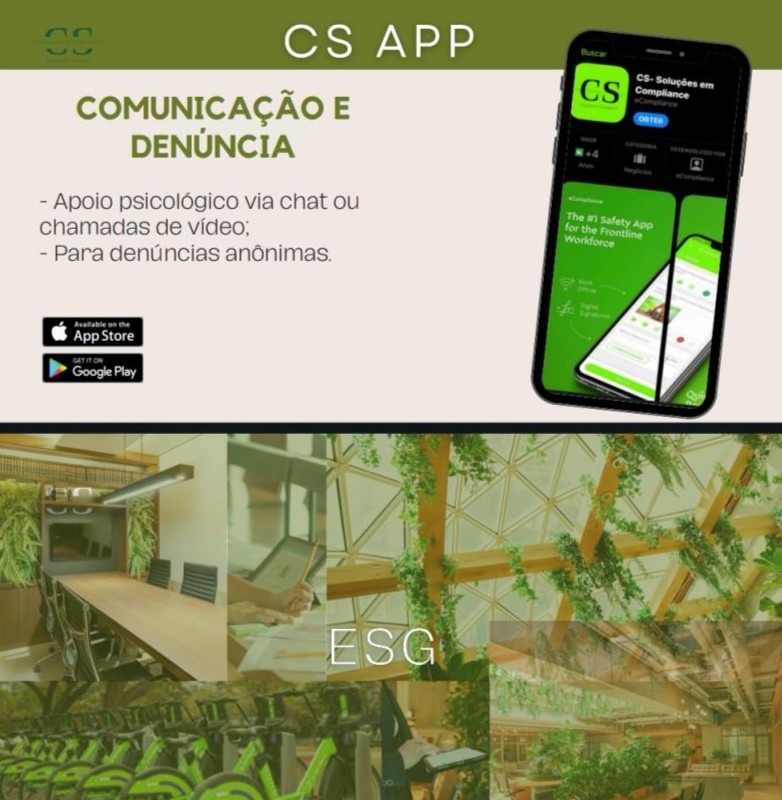 CS
CS APP
COMUNICAÇÃO E
DENÚNCIA
- Apoio psicológico via chat ou
chamadas de vídeo;
- Para denúncias anônimas.
Available on the
App Store
GET IT ON
Google Play
Buscar
CS
CS- Soluções em
Compliance
eCompliance
OBTER
IDADE
CATEGORIA
DESENVOLVIDO POR
+4
Anos
Negócios
eCompliance
eCompliance
The #1 Safety App
for the Frontline
Workforce
Work
Offline
Digital
Signatures
CS
ESG